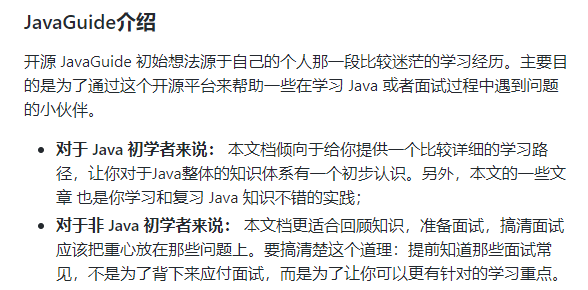 JavaGuide介绍
开源 JavaGuide 初始想法源于自己的个人那一段比较迷茫的学习经历。主要目
的是为了通过这个开源平台来帮助一些在学习 Java 或者面试过程中遇到问题
的小伙伴。
对于 Java 初学者来说： 本文档倾向于给你提供一个比较详细的学习路
径，让你对于Java整体的知识体系有一个初步认识。另外，本文的一些文
章 也是你学习和复习 Java 知识不错的实践；
对于非 Java 初学者来说： 本文档更适合回顾知识，准备面试，搞清面试
应该把重心放在那些问题上。要搞清楚这个道理：提前知道那些面试常
见，不是为了背下来应付面试，而是为了让你可以更有针对的学习重点。